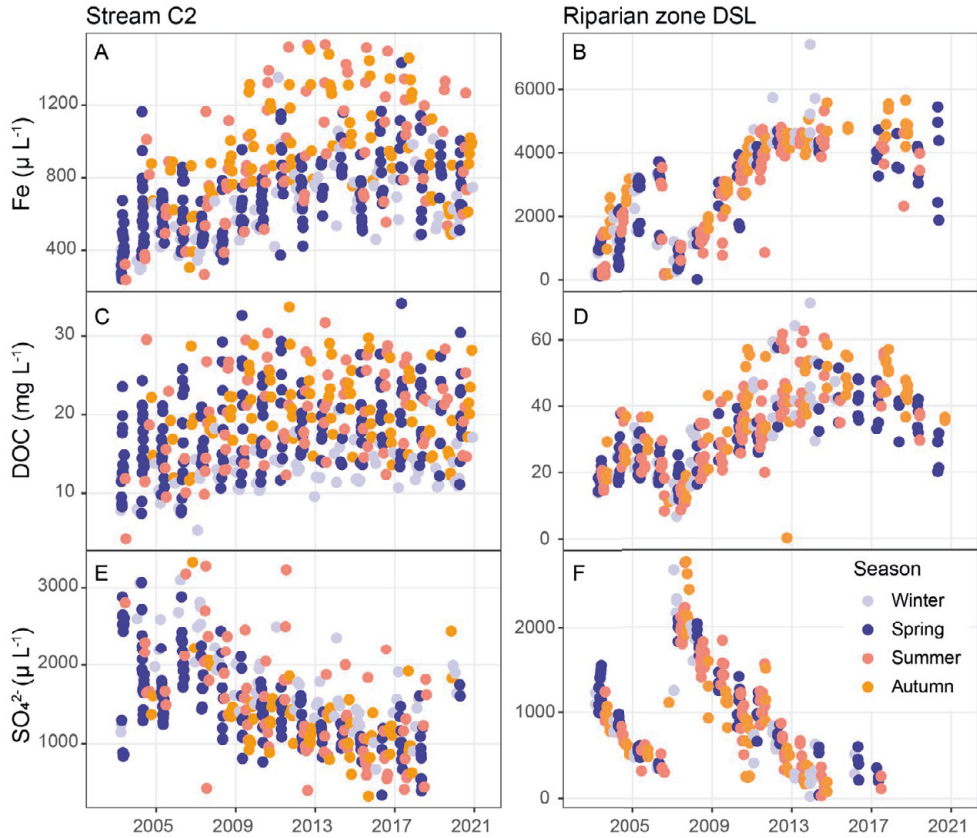 Stream C2
Riparian zone DSL
A
B
Fe (µ L⁻¹)
1200
800
400
6000
4000
2000
0
C
D
DOC (mg L⁻¹)
30
20
10
60
40
20
0
E
F
SO₄²⁻ (µ L⁻¹)
3000
2000
1000
2000
1000
0
Season
Winter
Spring
Summer
Autumn
2005 2009 2013 2017 2021
2005 2009 2013 2017 2021